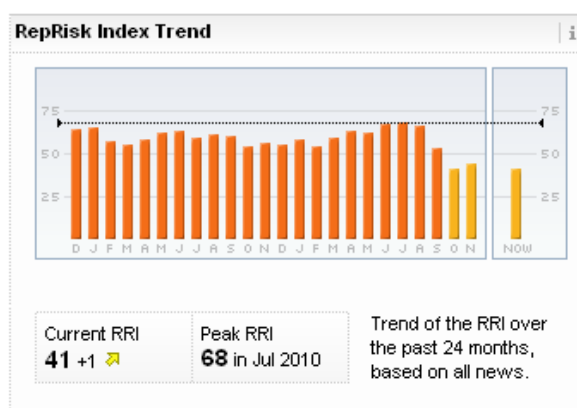 RepRisk Index Trend
i
75 75
50 50
25 25
D J F M A M J J A S O N D J F M A M J J A S O N NOW
Current RRI
41 +1
Peak RRI
68 in Jul 2010
Trend of the RRI over
the past 24 months,
based on all news.